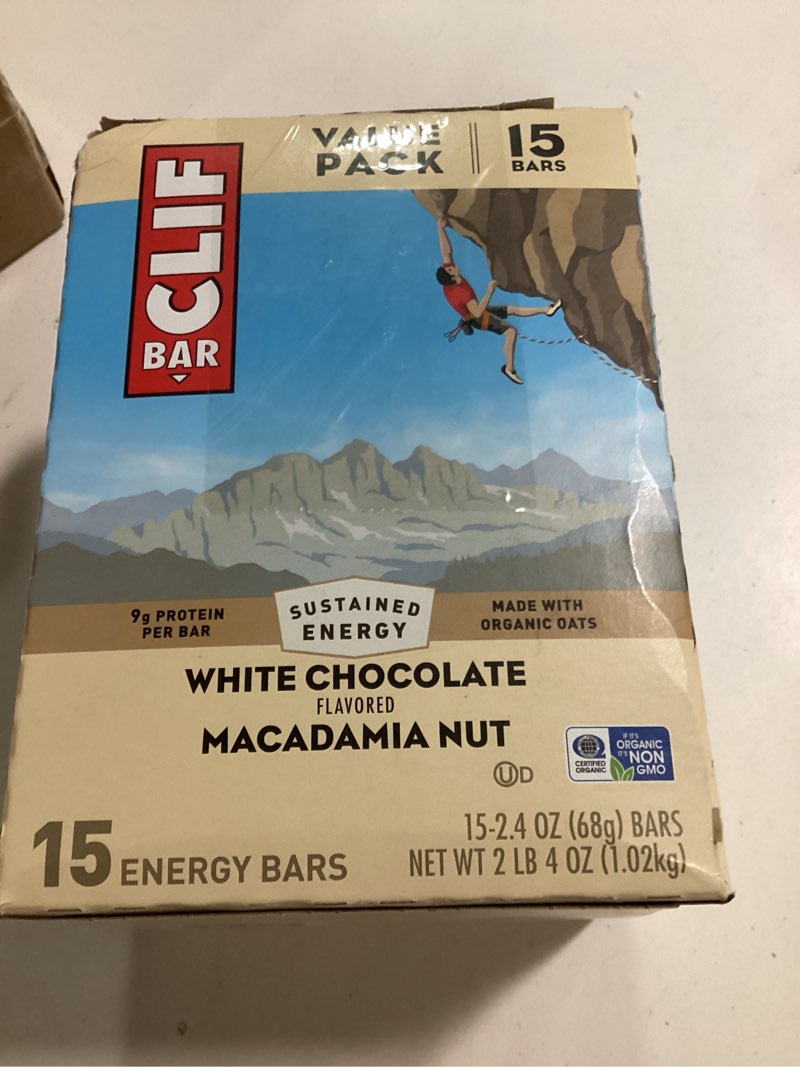 VALUE
PACK
15
BARS
CLIF
BAR
9g PROTEIN
PER BAR
SUSTAINED
ENERGY
MADE WITH
ORGANIC OATS
WHITE CHOCOLATE
FLAVORED
MACADAMIA NUT
UD
CERTIFIED
ORGANIC
IF IT'S
ORGANIC
IT'S NON
GMO
15 ENERGY BARS
15-2.4 OZ (68g) BARS
NET WT 2 LB 4 OZ (1.02kg)